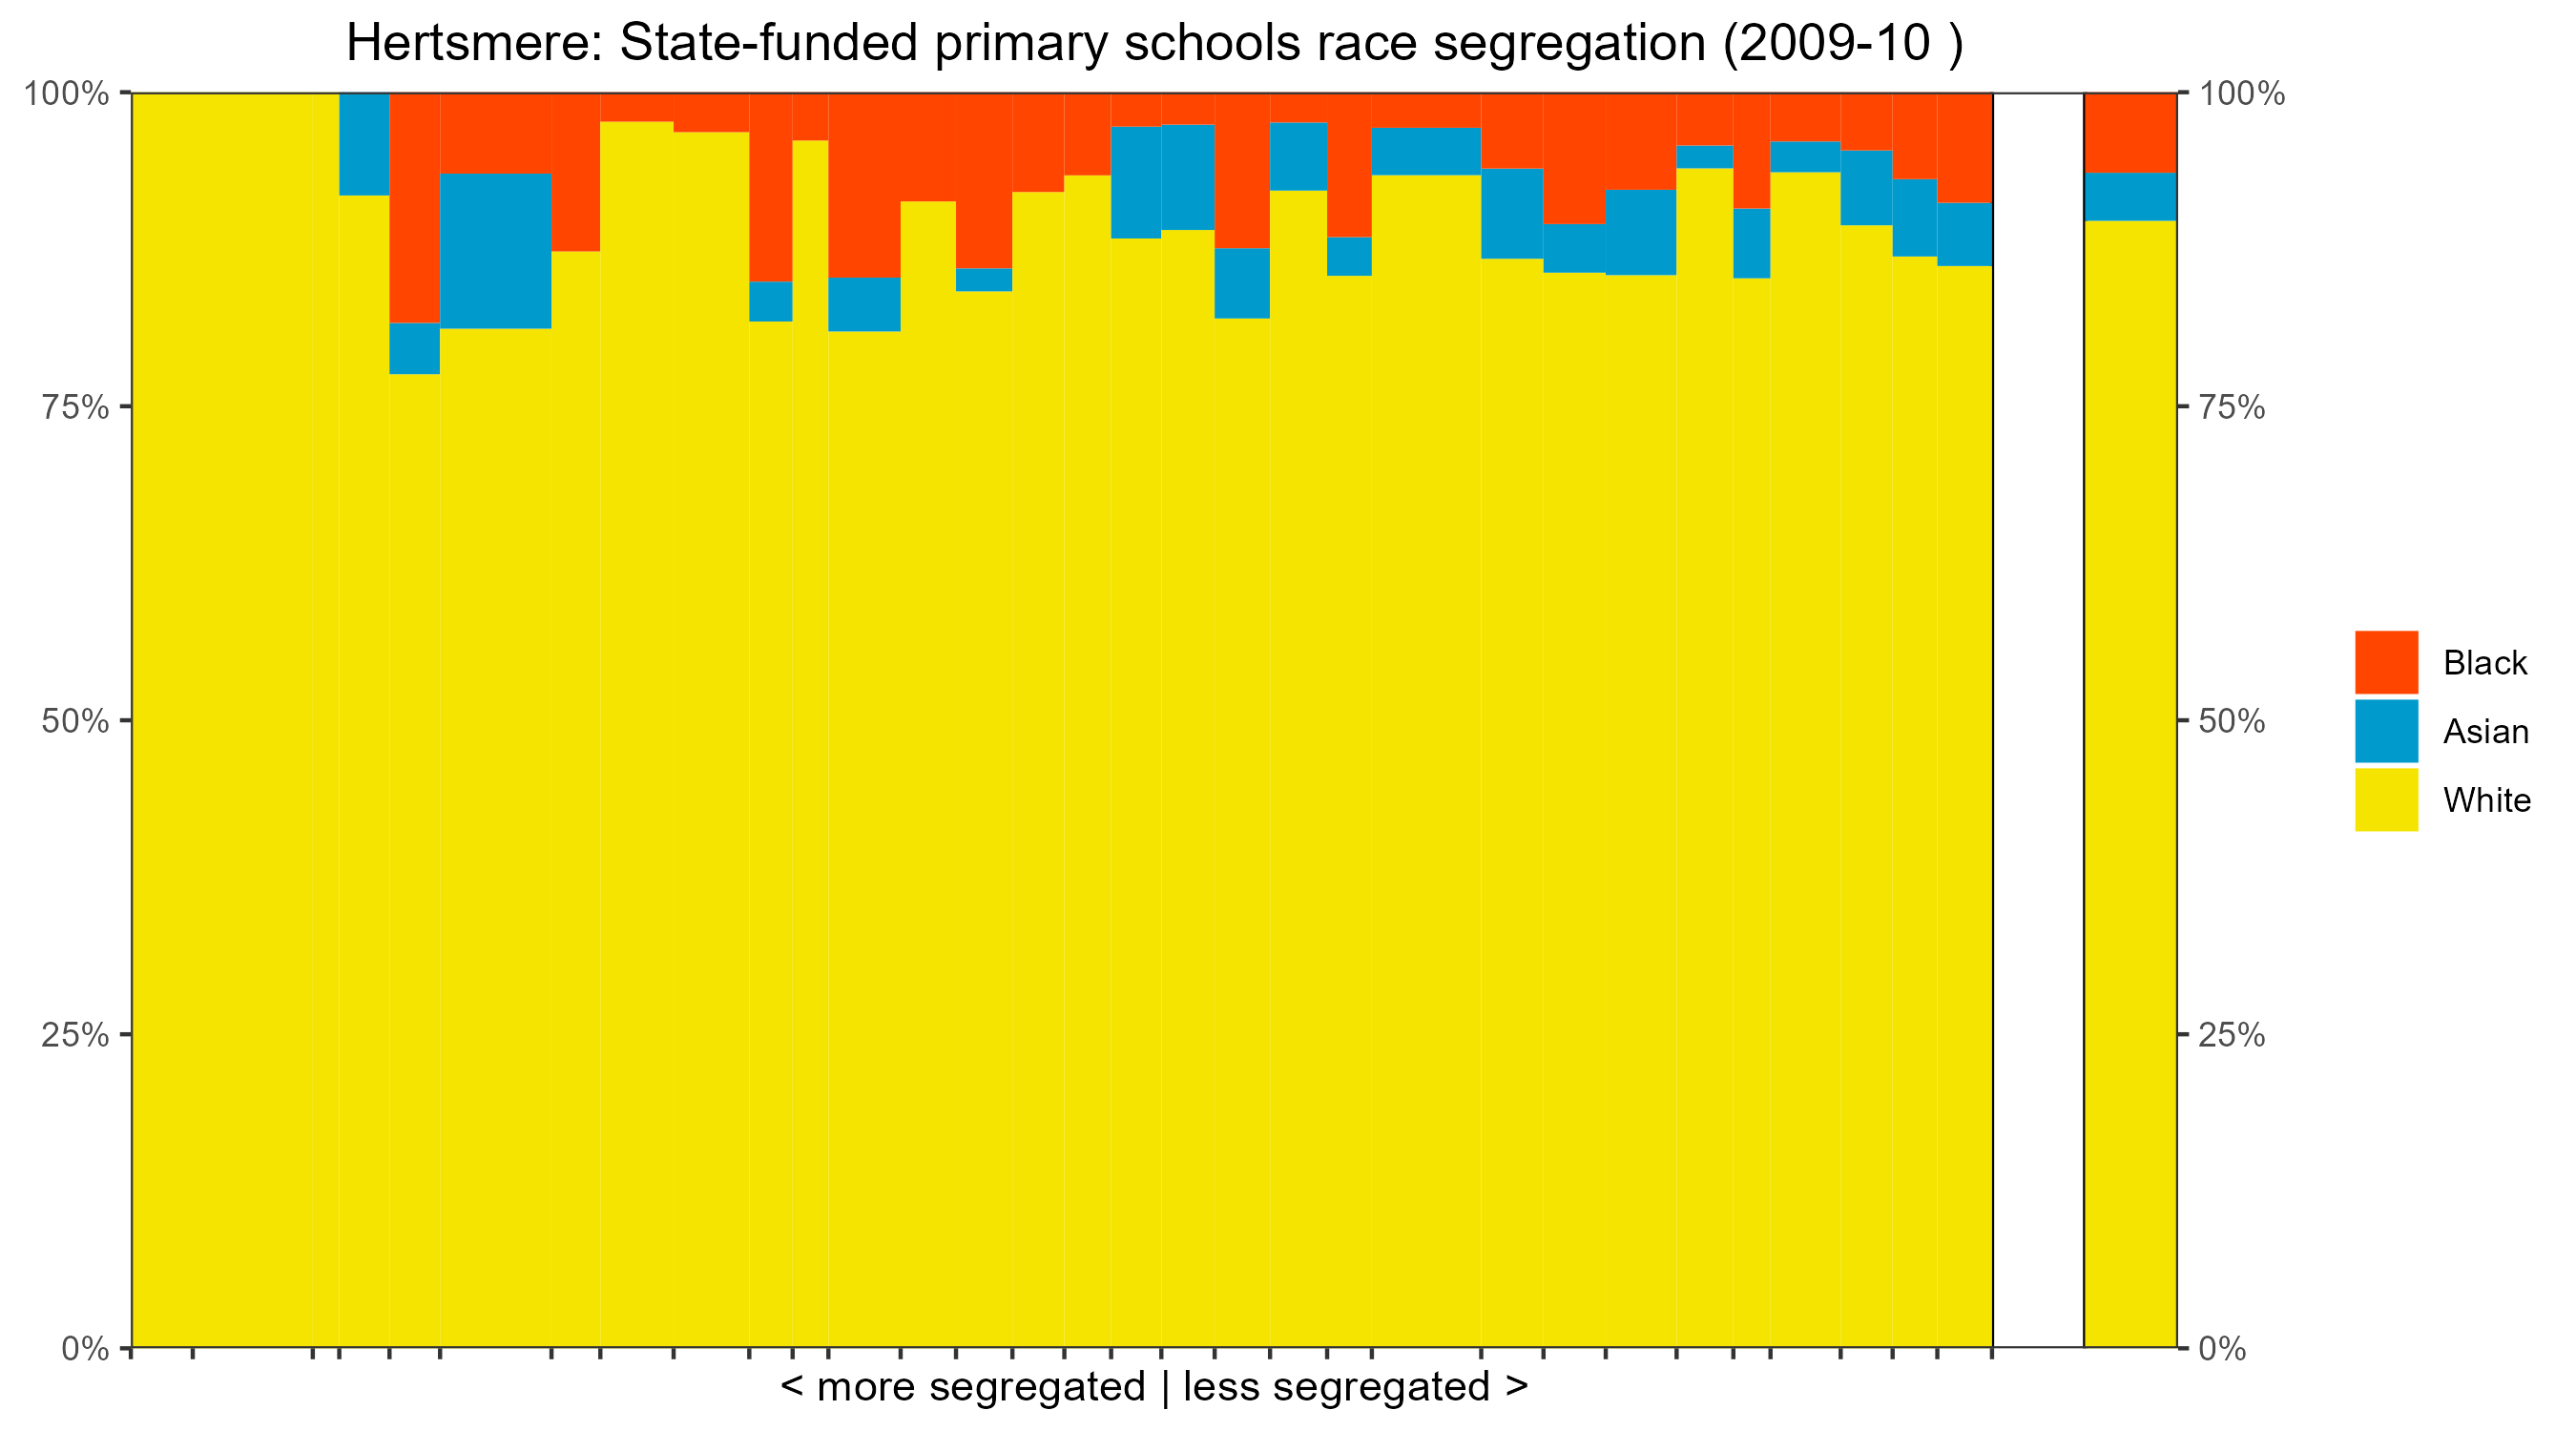 Hertsmere: State-funded primary schools race segregation (2009-10 )
100%
75%
50%
25%
0%
100%
75%
50%
25%
0%
Black
Asian
White
< more segregated | less segregated >